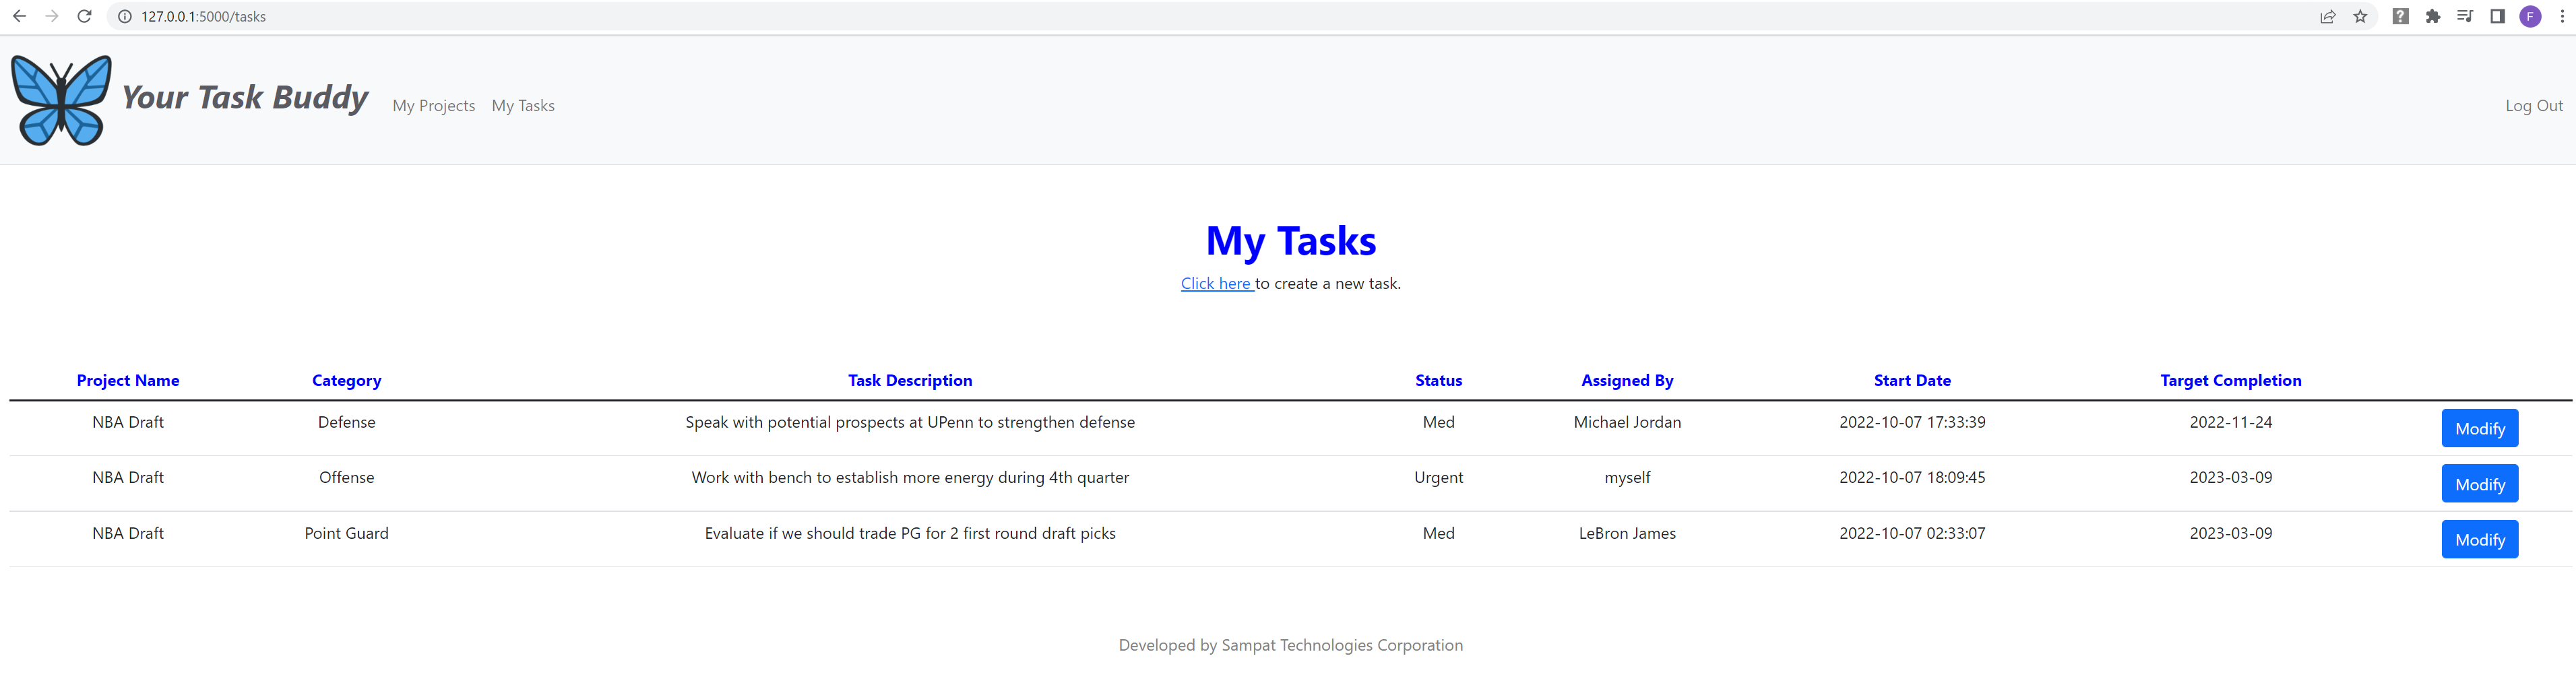 127.0.0.1:5000/tasks
F
Your Task Buddy My Projects My Tasks Log Out
My Tasks
Click here to create a new task.
Project Name Category Task Description Status Assigned By Start Date Target Completion
NBA Draft Defense Speak with potential prospects at UPenn to strengthen defense Med Michael Jordan 2022-10-07 17:33:39 2022-11-24 Modify
NBA Draft Offense Work with bench to establish more energy during 4th quarter Urgent myself 2022-10-07 18:09:45 2023-03-09 Modify
NBA Draft Point Guard Evaluate if we should trade PG for 2 first round draft picks Med LeBron James 2022-10-07 02:33:07 2023-03-09 Modify
Developed by Sampat Technologies Corporation